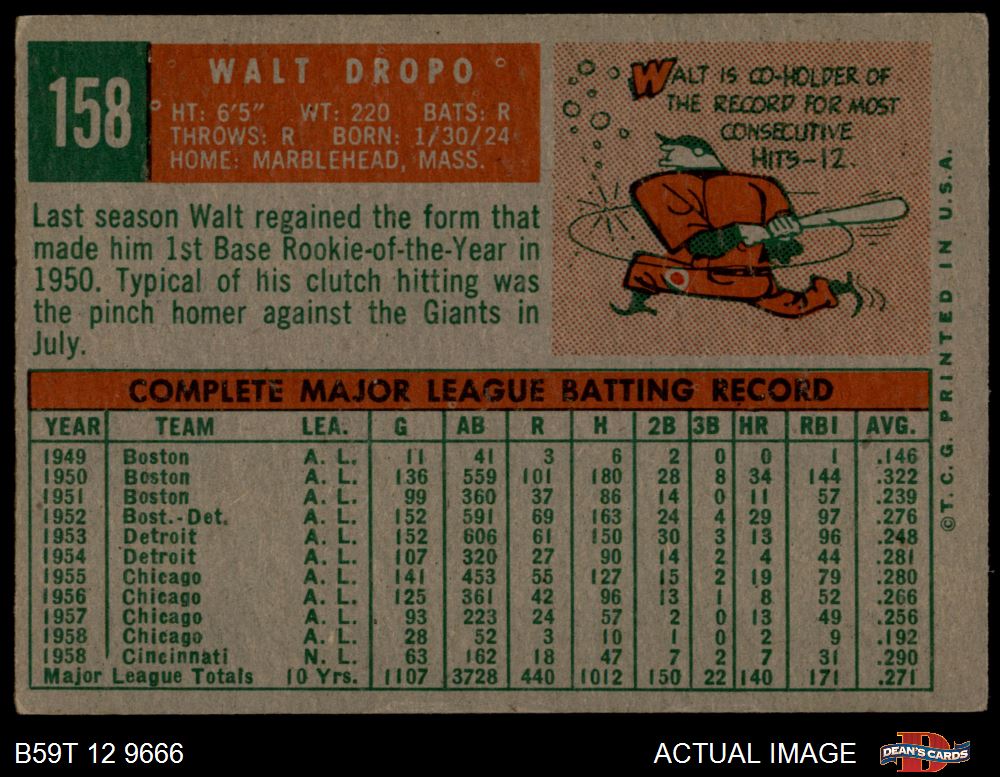 158
WALT DROPO
HT: 6'5" WT: 220 BATS: R
THROWS: R BORN: 1/30/24
HOME: MARBLEHEAD, MASS.
WALT IS CO-HOLDER OF
THE RECORD FOR MOST
CONSECUTIVE
HITS-12.
Last season Walt regained the form that
made him 1st Base Rookie-of-the-Year in
1950. Typical of his clutch hitting was
the pinch homer against the Giants in
July.
COMPLETE MAJOR LEAGUE BATTING RECORD
YEAR TEAM LEA. G AB R H 2B 3B HR RBI AVG.
1949 Boston A. L. 11 41 3 6 2 0 0 1 .146
1950 Boston A. L. 136 559 101 180 28 8 34 144 .322
1951 Boston A. L. 99 360 37 86 14 0 11 57 .239
1952 Bost.-Det. A. L. 152 591 69 163 24 4 29 97 .276
1953 Detroit A. L. 152 606 61 150 30 3 13 96 .248
1954 Detroit A. L. 107 320 27 90 14 2 4 44 .281
1955 Chicago A. L. 141 453 55 127 15 2 19 79 .280
1956 Chicago A. L. 125 361 42 96 13 1 8 52 .266
1957 Chicago A. L. 93 223 24 57 2 0 13 49 .256
1958 Chicago A. L. 28 52 3 10 1 0 2 9 .192
1958 Cincinnati N. L. 63 162 18 47 7 2 7 31 .290
Major League Totals 10 Yrs. 1107 3728 440 1012 150 22 140 171 .271
© T. C. G. PRINTED IN U.S.A.
B59T 12 9666
ACTUAL IMAGE
DEAN'S CARDS